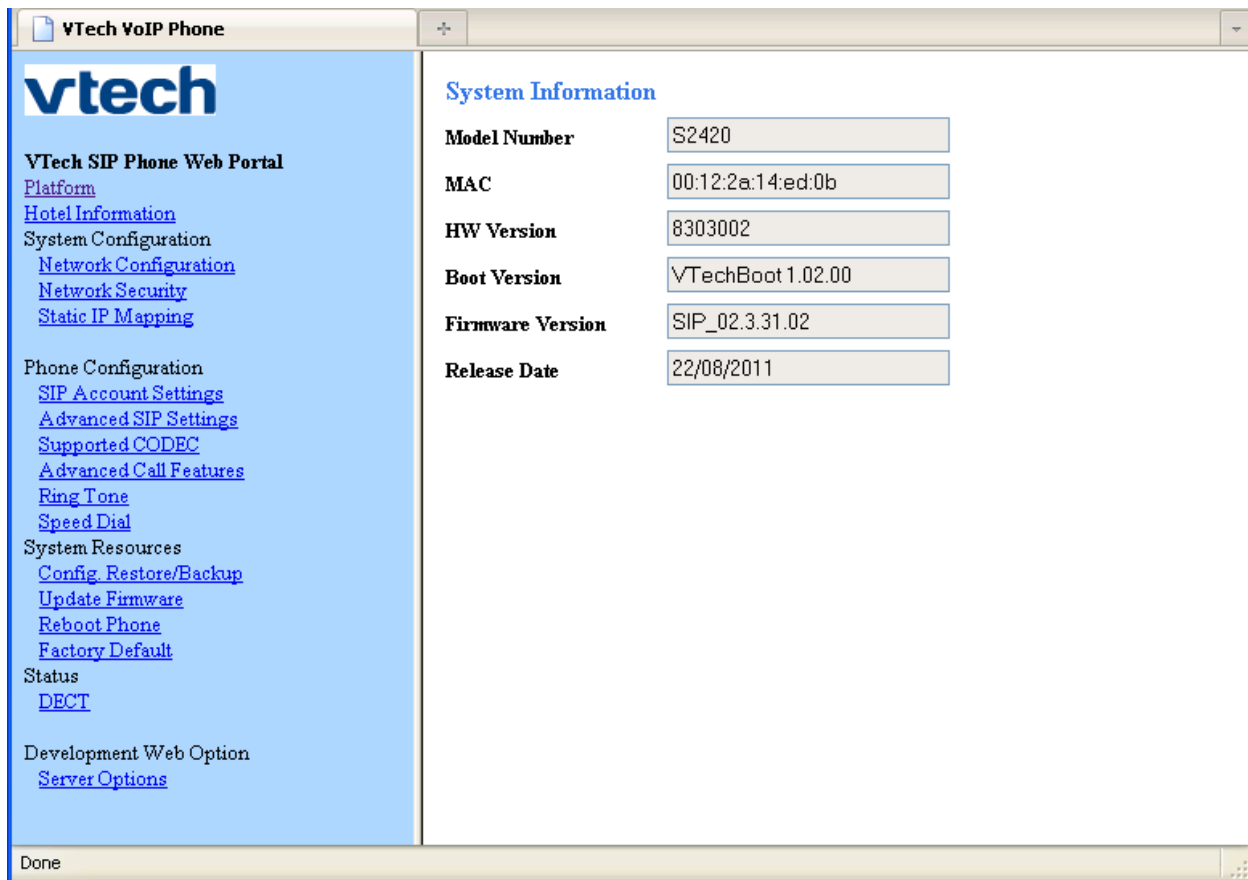 VTech VoIP Phone
vtech
VTech SIP Phone Web Portal
Platform
Hotel Information
System Configuration
Network Configuration
Network Security
Static IP Mapping
Phone Configuration
SIP Account Settings
Advanced SIP Settings
Supported CODEC
Advanced Call Features
Ring Tone
Speed Dial
System Resources
Config. Restore/Backup
Update Firmware
Reboot Phone
Factory Default
Status
DECT
Development Web Option
Server Options
System Information
Model Number S2420
MAC 00:12:2a:14:ed:0b
HW Version 8303002
Boot Version VTechBoot 1.02.00
Firmware Version SIP_02.3.31.02
Release Date 22/08/2011
Done